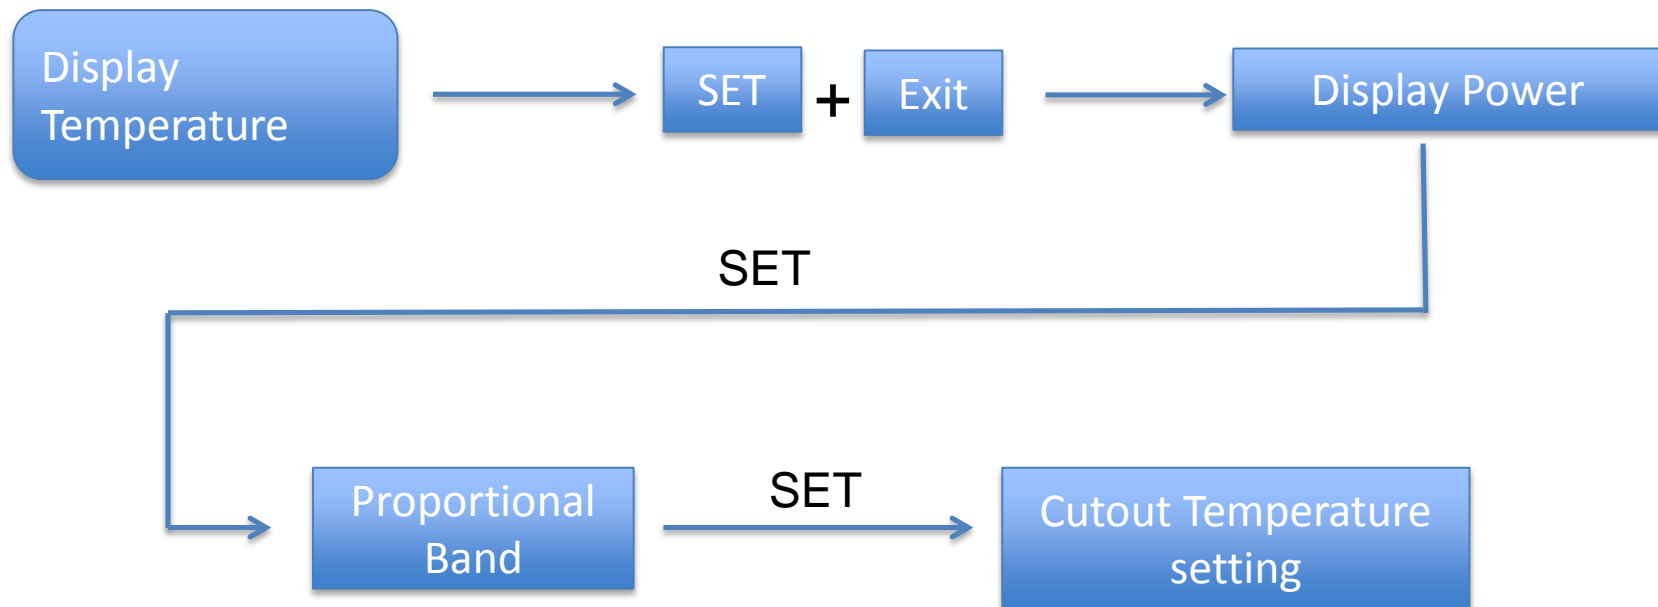 Display
Temperature
SET + Exit
Display Power
SET
Proportional
Band
SET
Cutout Temperature
setting